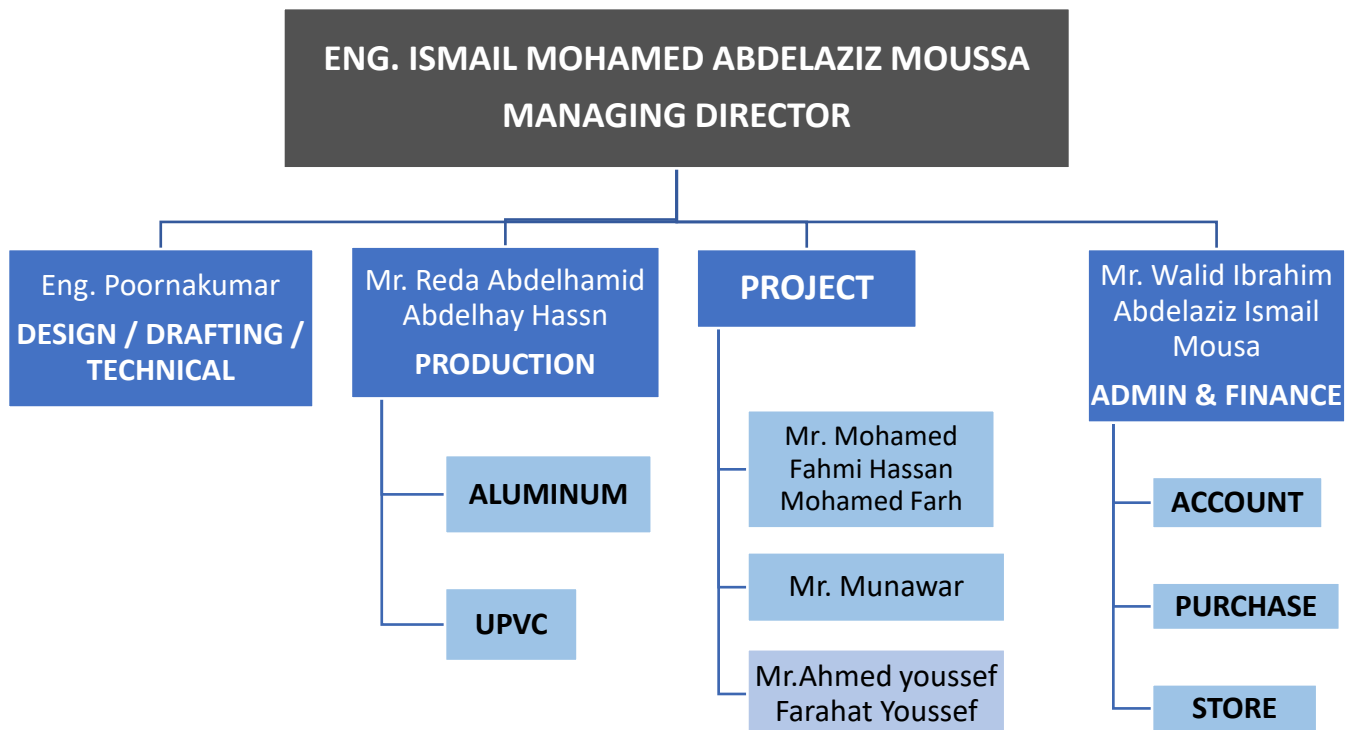 ENG. ISMAIL MOHAMED ABDELAZIZ MOUSSA
MANAGING DIRECTOR
Eng. Poornakumar
DESIGN / DRAFTING /
TECHNICAL
Mr. Reda Abdelhamid
Abdelhay Hassn
PRODUCTION
ALUMINUM
UPVC
PROJECT
Mr. Mohamed
Fahmi Hassan
Mohamed Farh
Mr. Munawar
Mr.Ahmed youssef
Farahat Youssef
Mr. Walid Ibrahim
Abdelaziz Ismail
Mousa
ADMIN & FINANCE
ACCOUNT
PURCHASE
STORE